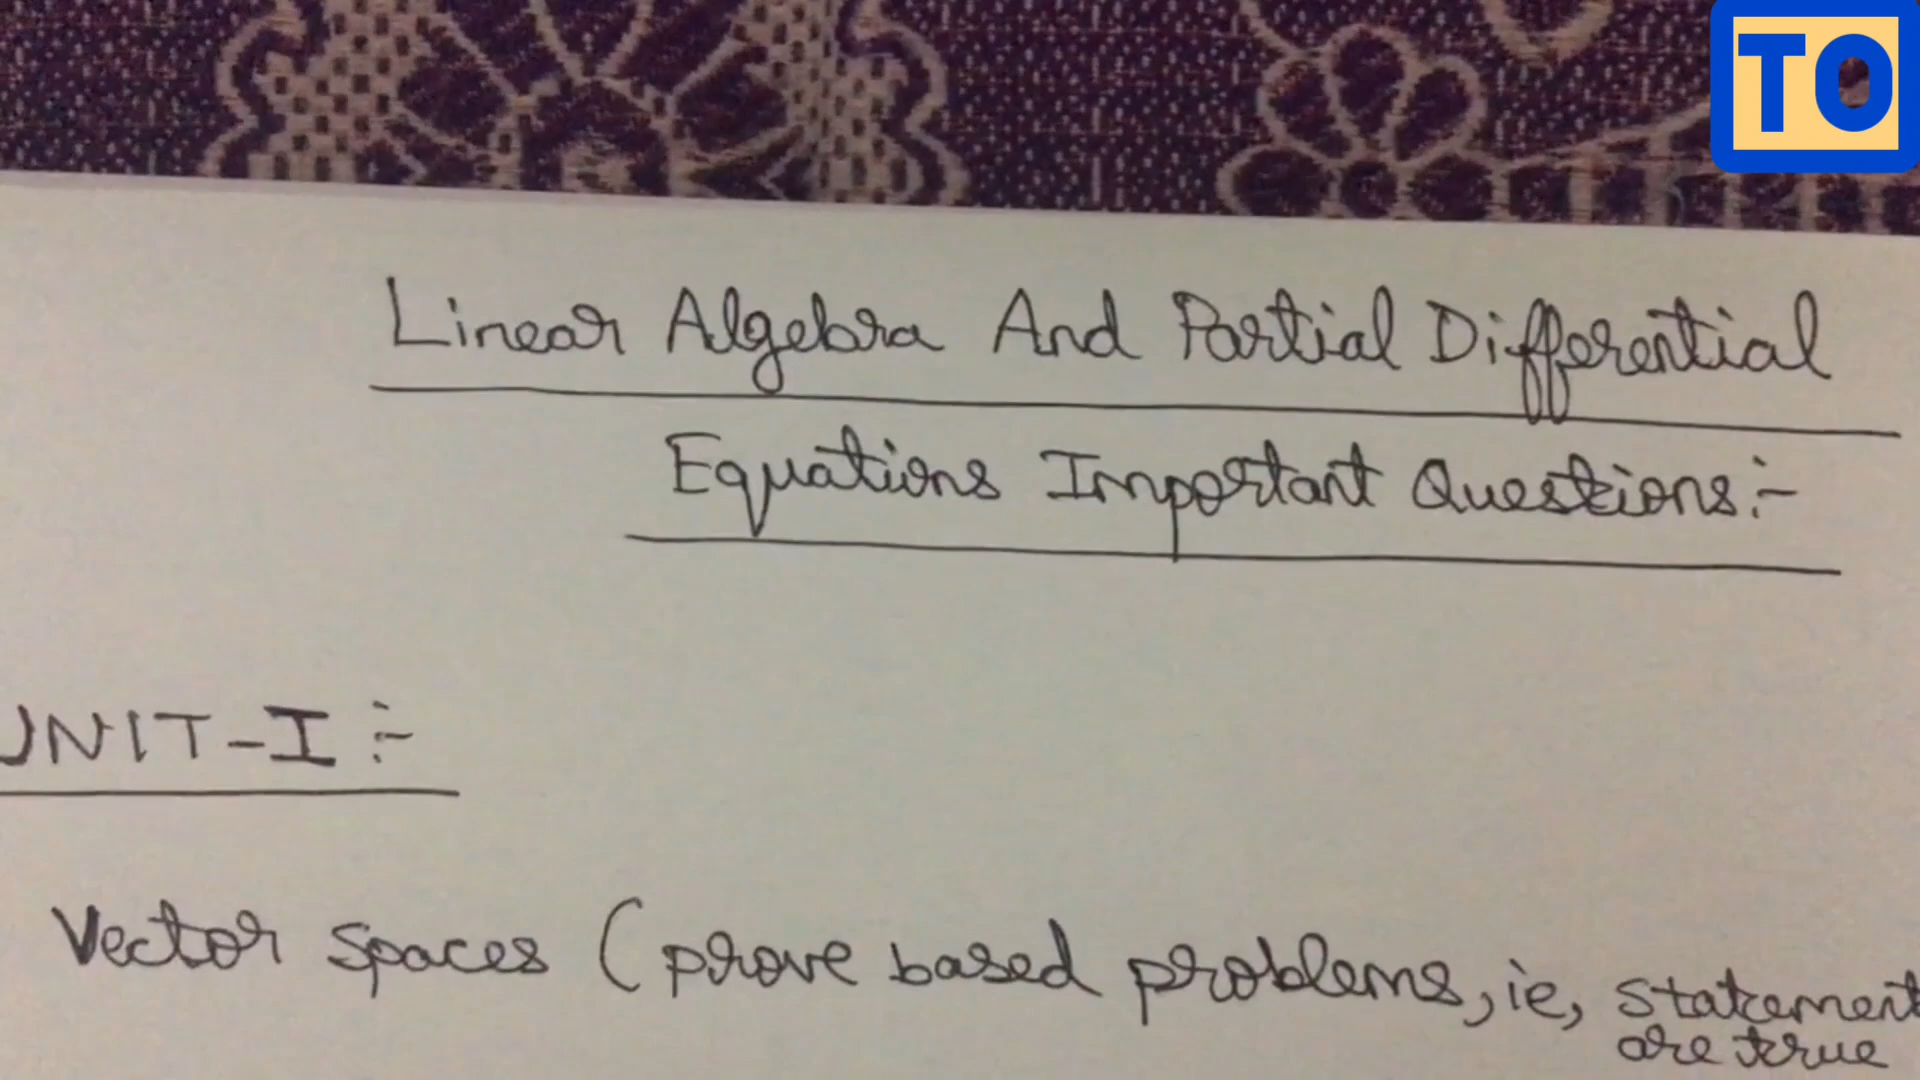 TO
Linear Algebra And Partial Differential
Equations Important Questions:-
UNIT-I:-
Vector spaces (prove based problems, ie, statement
are true